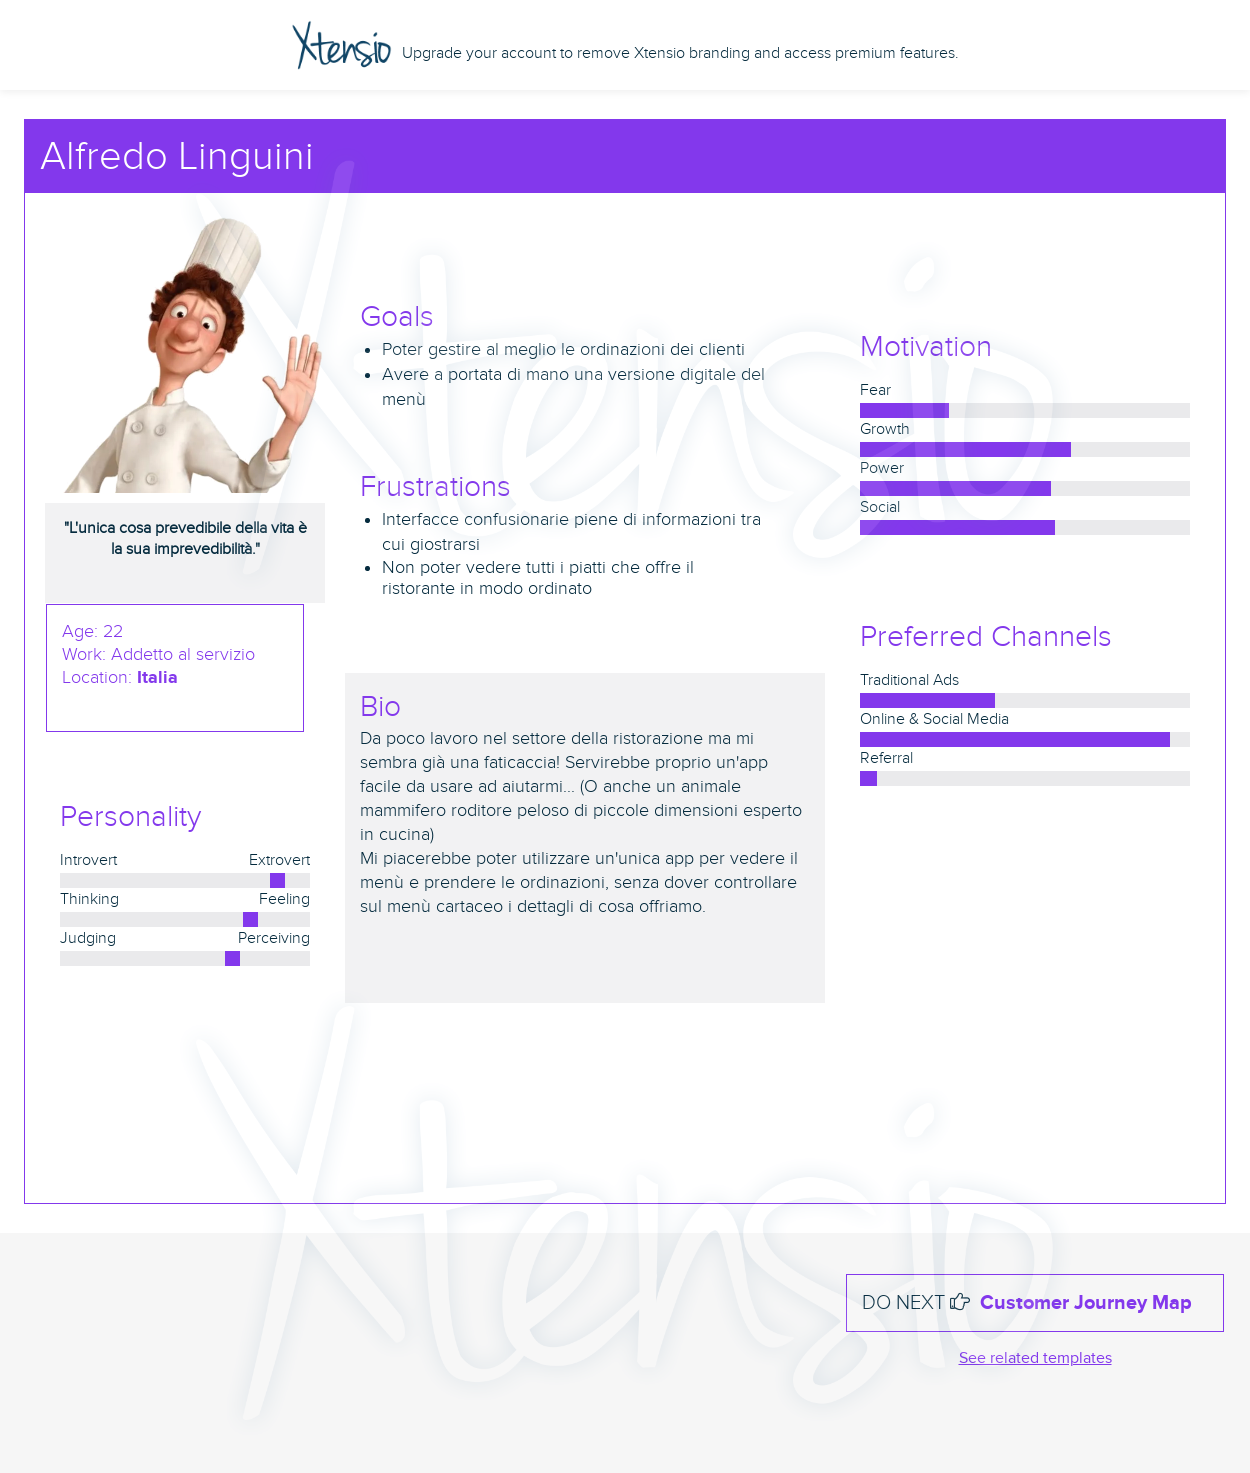 Xtensio Upgrade your account to remove Xtensio branding and access premium features.
Alfredo Linguini
"L'unica cosa prevedibile della vita è
la sua imprevedibilità."
Age: 22
Work: Addetto al servizio
Location: Italia
Personality
Introvert Extrovert
Thinking Feeling
Judging Perceiving
Goals
Poter gestire al meglio le ordinazioni dei clienti
Avere a portata di mano una versione digitale del
menù
Frustrations
Interfacce confusionarie piene di informazioni tra
cui giostrarsi
Non poter vedere tutti i piatti che offre il
ristorante in modo ordinato
Bio
Da poco lavoro nel settore della ristorazione ma mi
sembra già una faticaccia! Servirebbe proprio un'app
facile da usare ad aiutarmi... (O anche un animale
mammifero roditore peloso di piccole dimensioni esperto
in cucina)
Mi piacerebbe poter utilizzare un'unica app per vedere il
menù e prendere le ordinazioni, senza dover controllare
sul menù cartaceo i dettagli di cosa offriamo.
Motivation
Fear
Growth
Power
Social
Preferred Channels
Traditional Ads
Online & Social Media
Referral
Xtensio
Xtensio
DO NEXT Customer Journey Map
See related templates